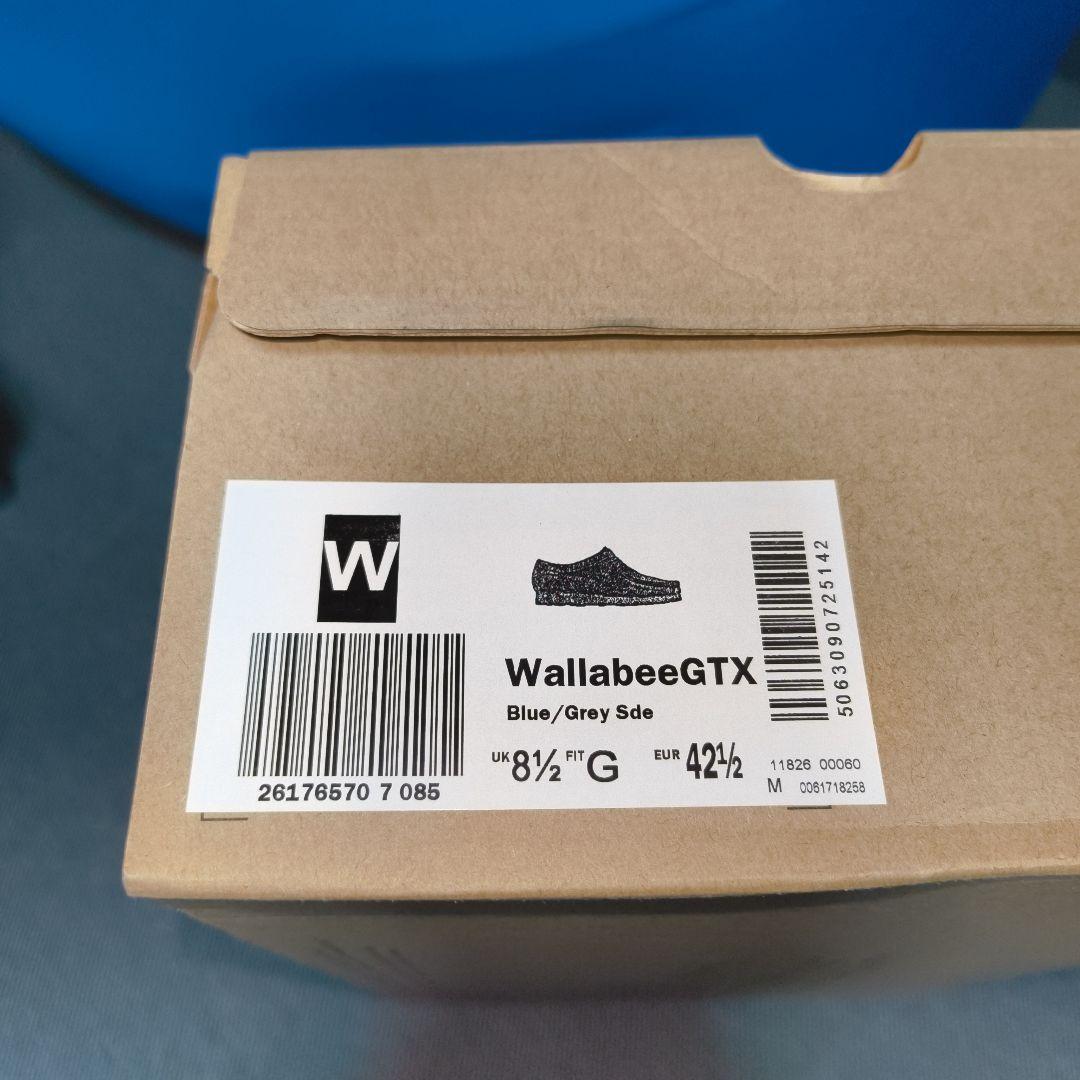 W
26176570 7 085
WallabeeGTX
Blue/Grey Sde
UK 8½ FIT G EUR 42½
5063090725142
11826 00060
M 0061718258